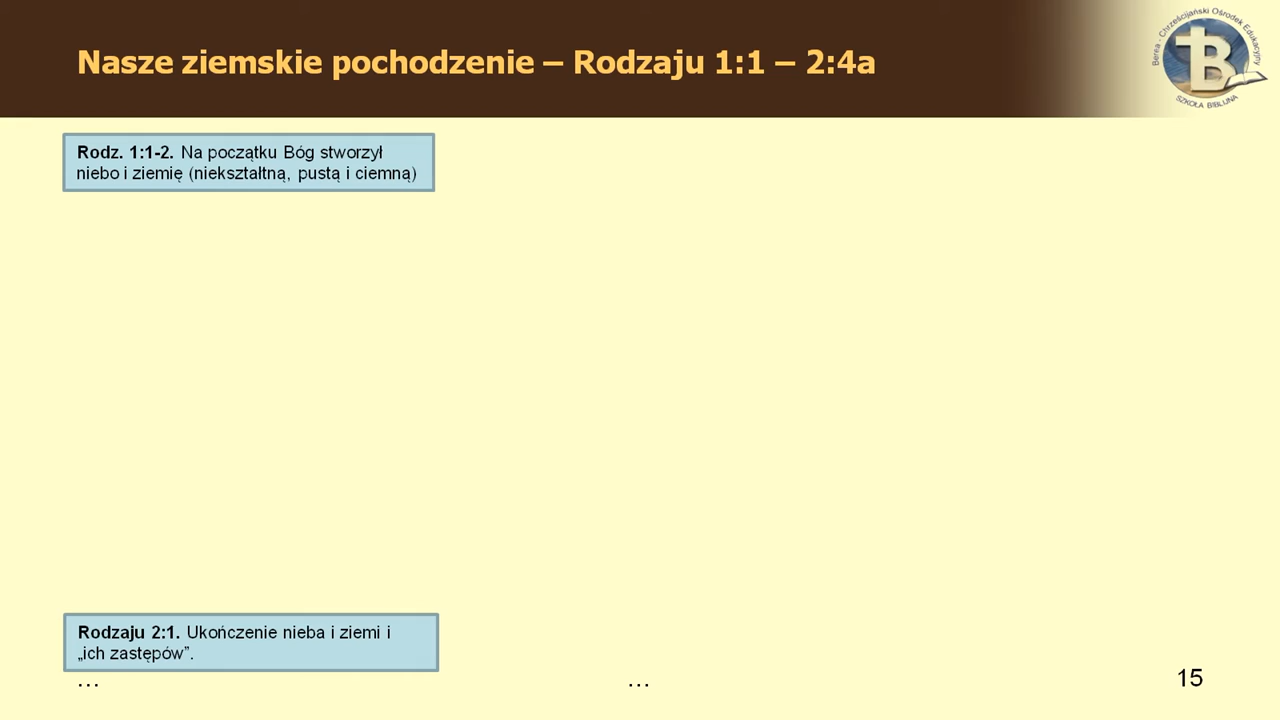 Nasze ziemskie pochodzenie – Rodzaju 1:1 – 2:4a
Berea - Chrześcijański Ośrodek Edukacyjny
B
SZKOŁA BIBLIJNA
Rodz. 1:1-2. Na początku Bóg stworzył
niebo i ziemię (niekształtną, pustą i ciemną)
Rodzaju 2:1. Ukończenie nieba i ziemi i
„ich zastępów”.
…
…
15